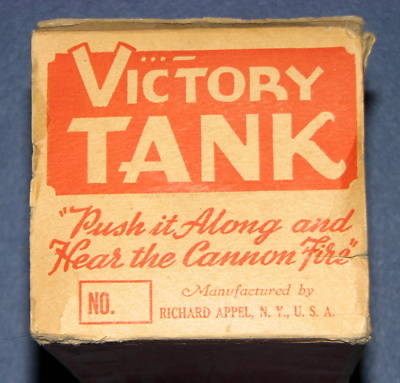 VICTORY
TANK
"Push it Along and
Hear the Cannon Fire"
NO.
Manufactured by
RICHARD APPEL, N. Y., U. S. A.